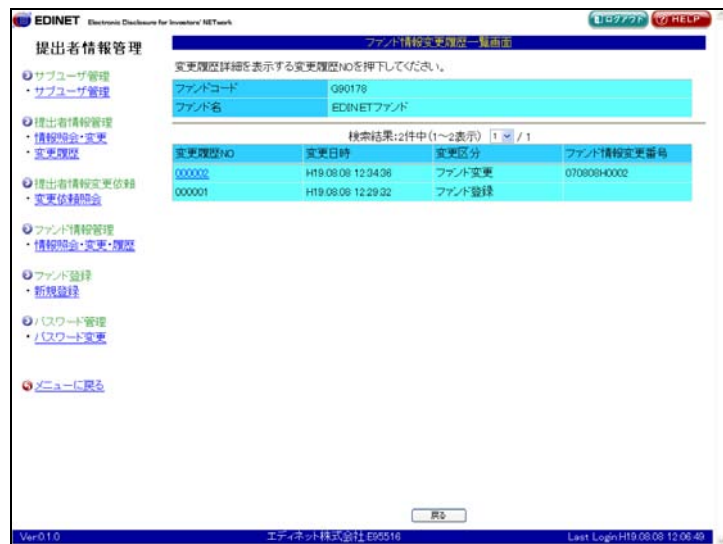 EDINET Electronic Disclosure for Investors' NETwork
ログアウト HELP
提出者情報管理
ファンド情報変更履歴一覧画面
変更履歴詳細を表示する変更履歴NOを押下してください。
サブユーザ管理
・サブユーザ管理
ファンドコード G90178
ファンド名 EDINETファンド
提出者情報管理
・情報照会・変更
・変更履歴
検索結果:2件中(1~2表示) 1 / 1
変更履歴NO 変更日時 変更区分 ファンド情報変更番号
000002 H19.08.08 12:34:36 ファンド変更 070808H0002
000001 H19.08.08 12:29:32 ファンド登録
提出者情報変更依頼
・変更依頼照会
ファンド情報管理
・情報照会・変更・履歴
ファンド登録
・新規登録
パスワード管理
・パスワード変更
メニューに戻る
戻る
Ver.0.1.0 エディネット株式会社:E95516 Last Login:H19.08.08 12:06:49